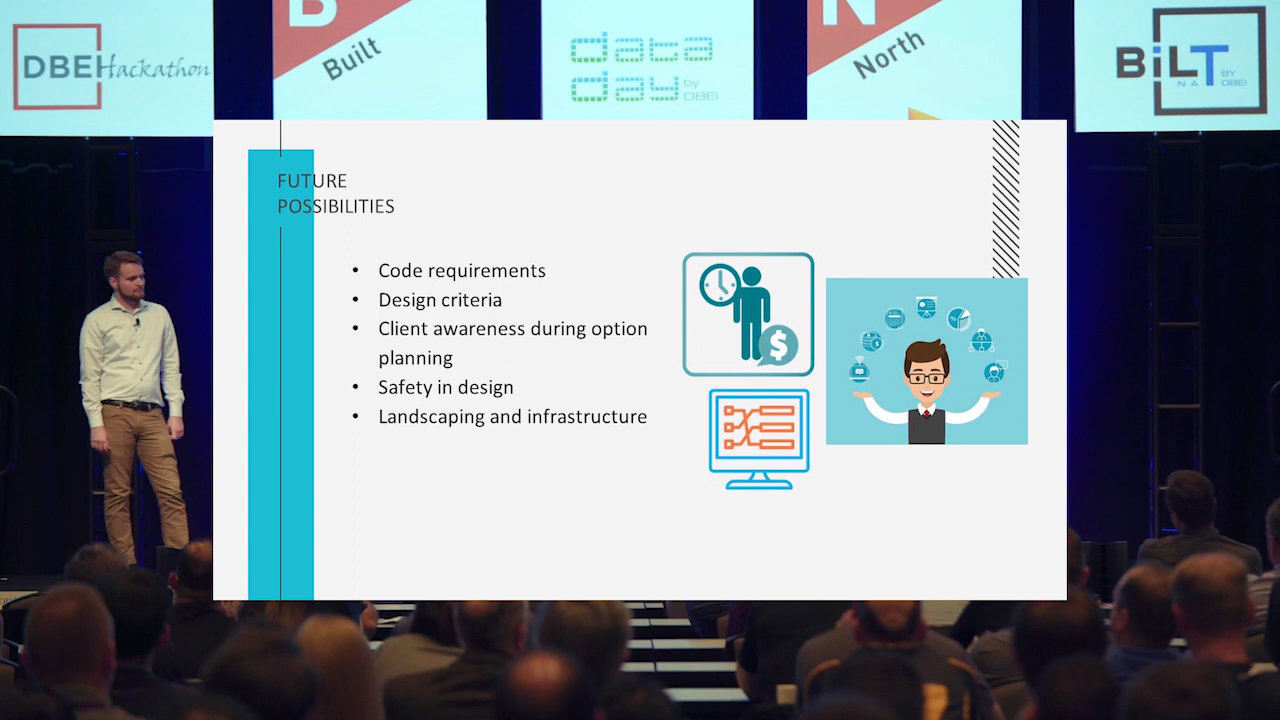 DBEI Hackathon
B
Built
data
day by
DBEI
N
North
BiLT
NA BY
DBEI
FUTURE
POSSIBILITIES
• Code requirements
• Design criteria
• Client awareness during option
planning
• Safety in design
• Landscaping and infrastructure
$